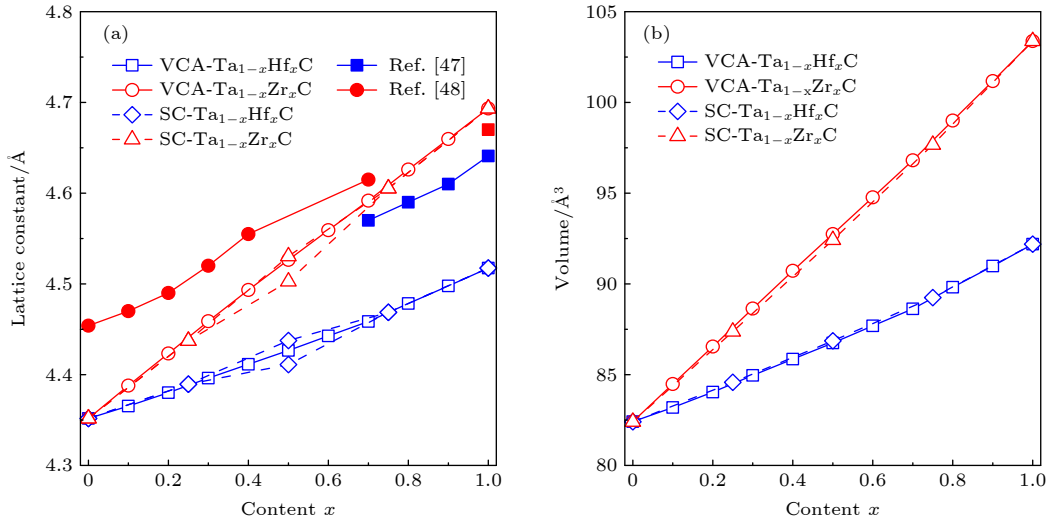 (a)
VCA-Ta1−xHfxC
VCA-Ta1−xZrxC
SC-Ta1−xHfxC
SC-Ta1−xZrxC
Ref. [47]
Ref. [48]
4.8
4.7
4.6
4.5
4.4
4.3
Lattice constant/Å
0
0.2
0.4
0.6
0.8
1.0
Content x
(b)
VCA-Ta1−xHfxC
VCA-Ta1−xZrxC
SC-Ta1−xHfxC
SC-Ta1−xZrxC
105
100
95
90
85
80
Volume/Å³
0
0.2
0.4
0.6
0.8
1.0
Content x